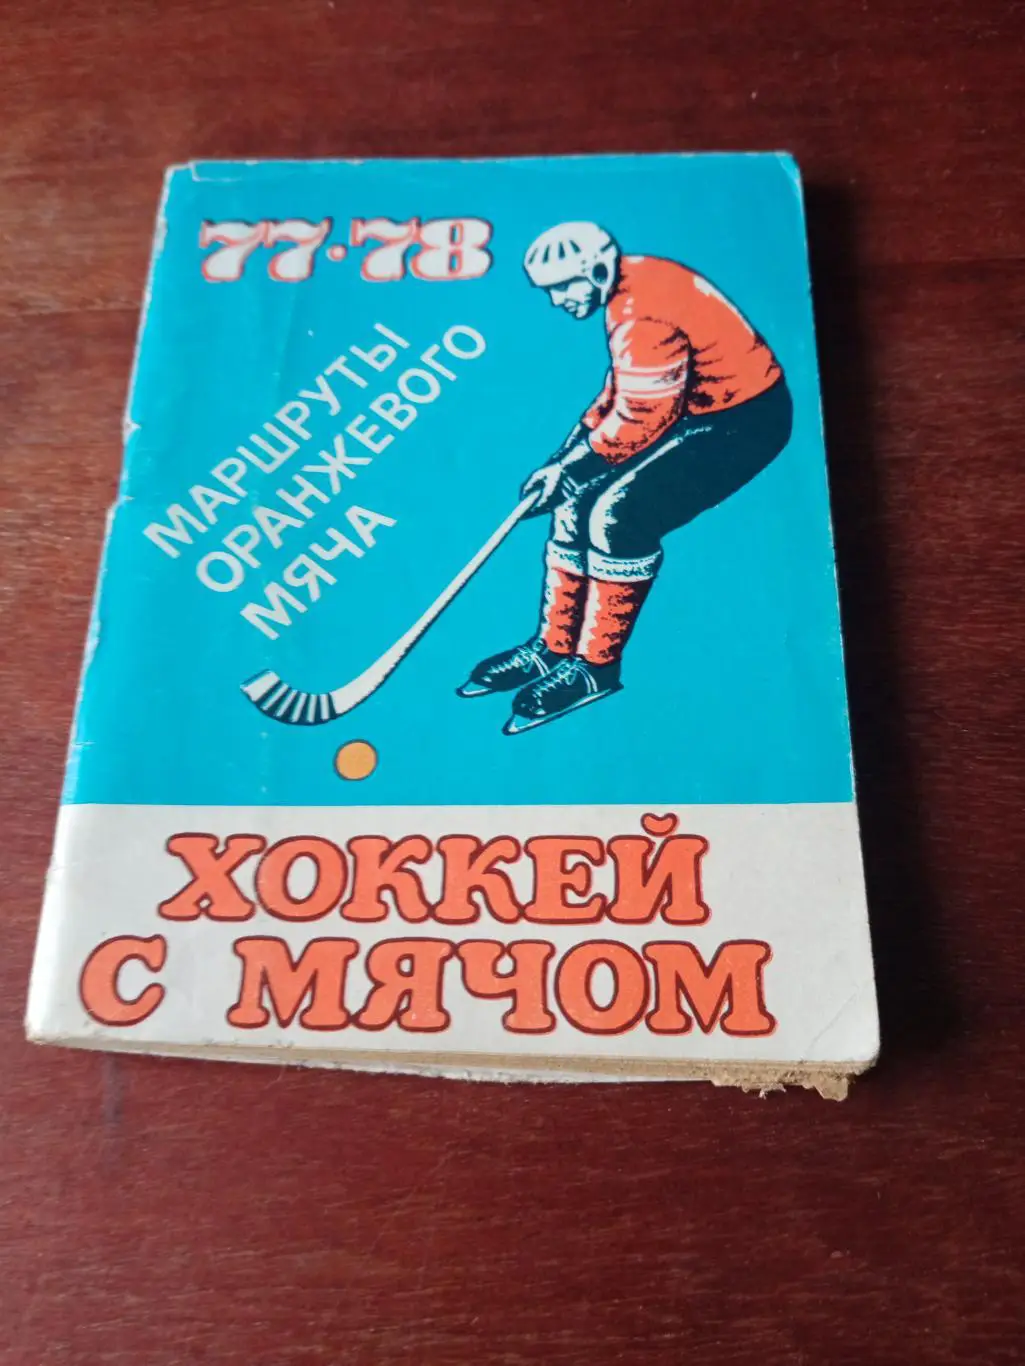 77·78
МАРШРУТЫ
ОРАНЖЕВОГО
МЯЧА
ХОККЕЙ
С МЯЧОМ